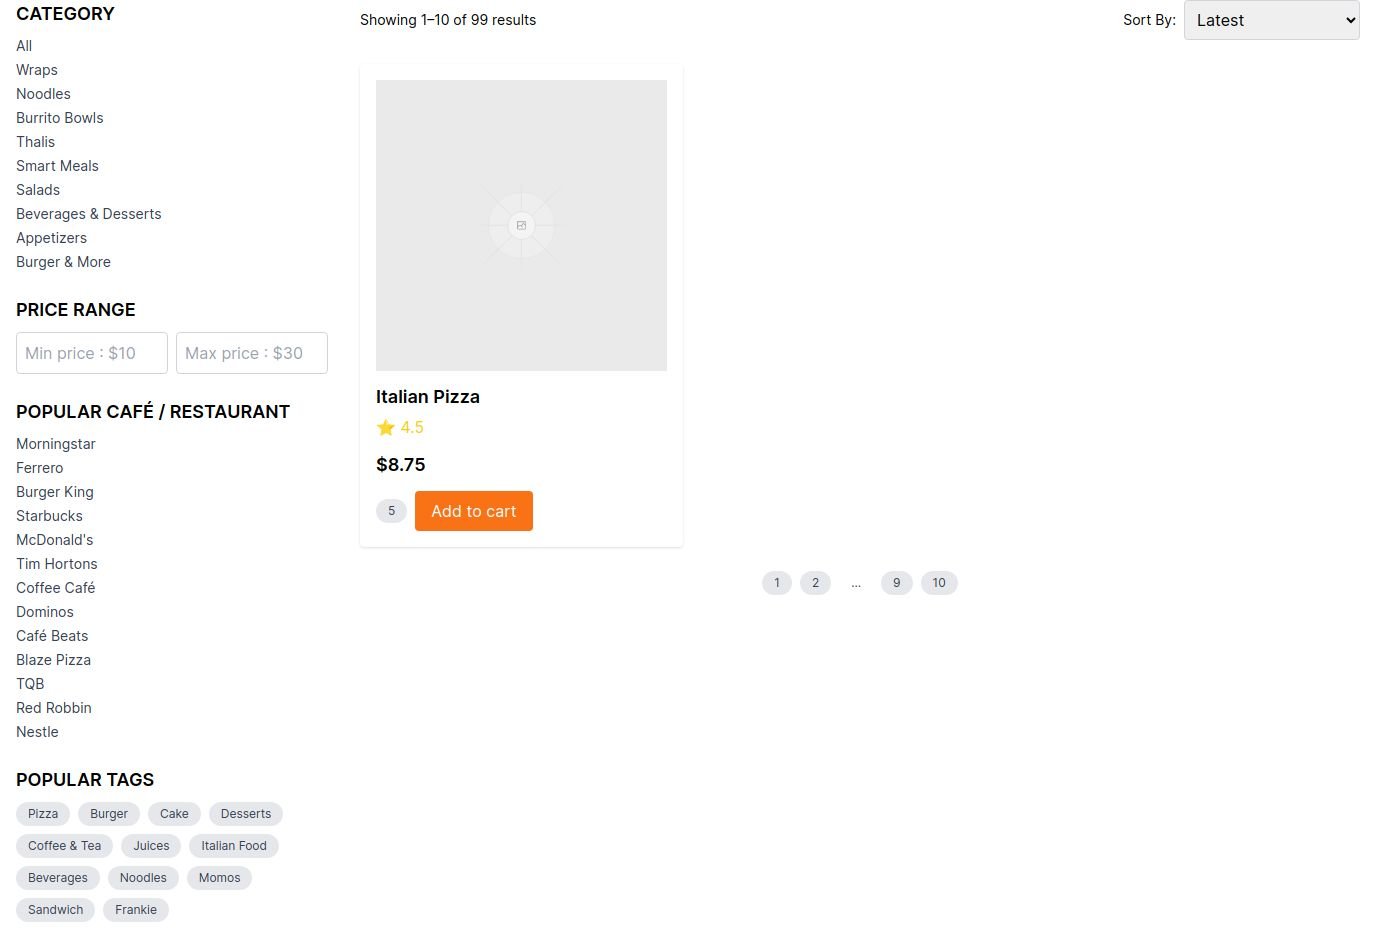 CATEGORY
All
Wraps
Noodles
Burrito Bowls
Thalis
Smart Meals
Salads
Beverages & Desserts
Appetizers
Burger & More
PRICE RANGE
Min price : $10
Max price : $30
POPULAR CAFÉ / RESTAURANT
Morningstar
Ferrero
Burger King
Starbucks
McDonald's
Tim Hortons
Coffee Café
Dominos
Café Beats
Blaze Pizza
TQB
Red Robbin
Nestle
POPULAR TAGS
Pizza Burger Cake Desserts
Coffee & Tea Juices Italian Food
Beverages Noodles Momos
Sandwich Frankie
Showing 1–10 of 99 results
Sort By: Latest
Italian Pizza
⭐ 4.5
$8.75
5 Add to cart
1 2 ... 9 10